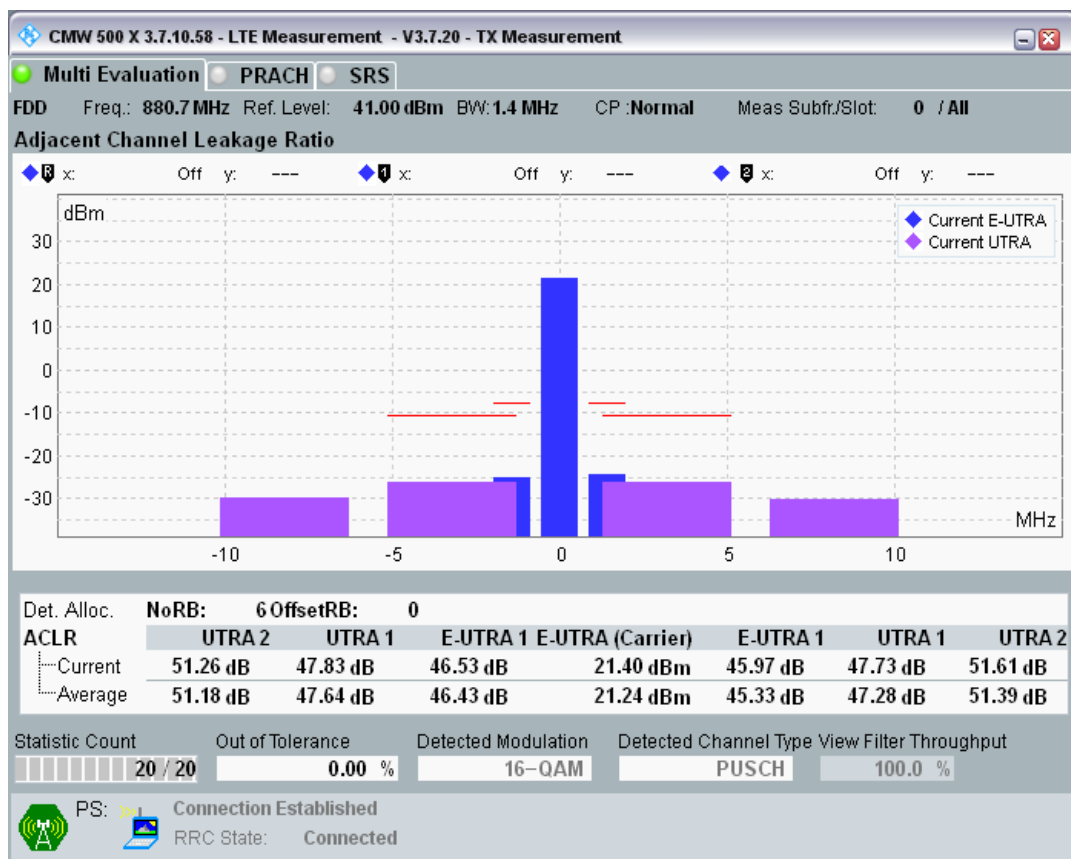 CMW 500 X 3.7.10.58 - LTE Measurement - V3.7.20 - TX Measurement
Multi Evaluation PRACH SRS
FDD Freq.: 880.7 MHz Ref. Level: 41.00 dBm BW: 1.4 MHz CP :Normal Meas Subfr./Slot: 0 / All
Adjacent Channel Leakage Ratio
R x: Off y: --- 1 x: Off y: --- 2 x: Off y: ---
dBm
Current E-UTRA
Current UTRA
30
20
10
0
-10
-20
-30
MHz
-10 -5 0 5 10
Det. Alloc. NoRB: 6 OffsetRB: 0
ACLR UTRA 2 UTRA 1 E-UTRA 1 E-UTRA (Carrier) E-UTRA 1 UTRA 1 UTRA 2
Current 51.26 dB 47.83 dB 46.53 dB 21.40 dBm 45.97 dB 47.73 dB 51.61 dB
Average 51.18 dB 47.64 dB 46.43 dB 21.24 dBm 45.33 dB 47.28 dB 51.39 dB
Statistic Count Out of Tolerance Detected Modulation Detected Channel Type View Filter Throughput
20 / 20 0.00 % 16-QAM PUSCH 100.0 %
PS: Connection Established
RRC State: Connected